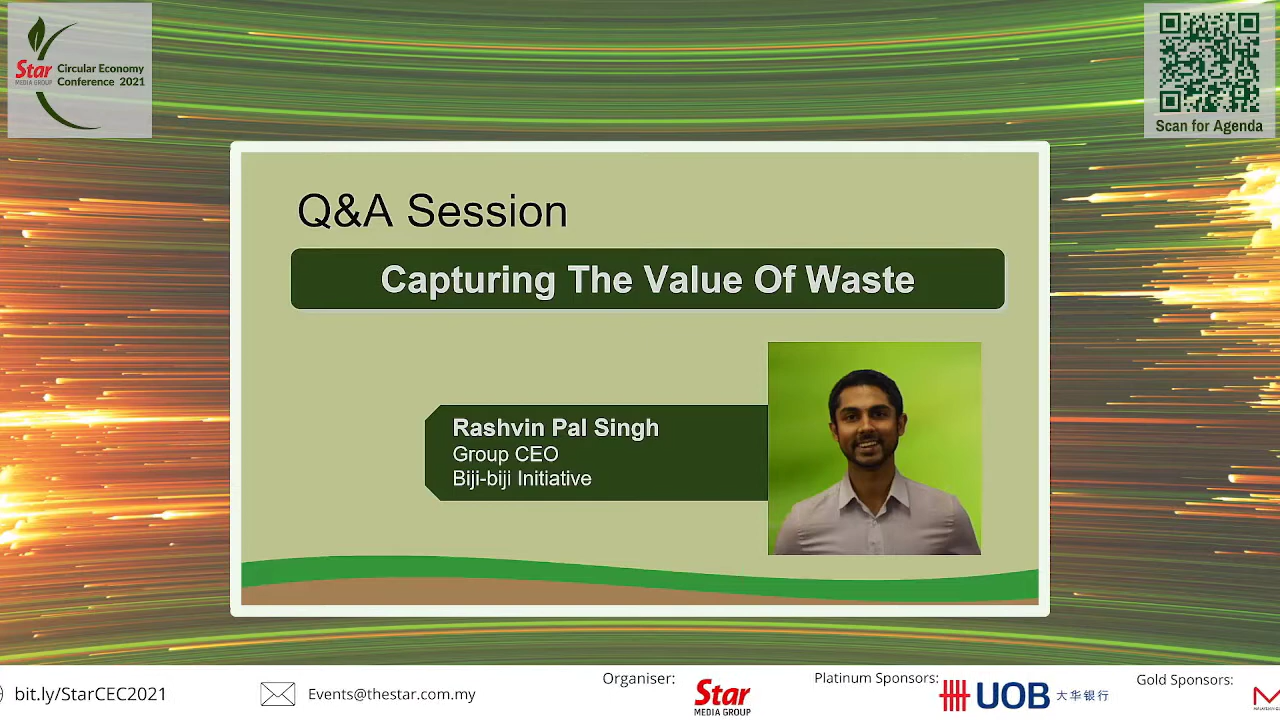 Star
MEDIA GROUP
Circular Economy
Conference 2021
Scan for Agenda
Q&A Session
Capturing The Value Of Waste
Rashvin Pal Singh
Group CEO
Biji-biji Initiative
bit.ly/StarCEC2021
Events@thestar.com.my
Organiser:
Star
MEDIA GROUP
Platinum Sponsors:
UOB 大华银行
Gold Sponsors: